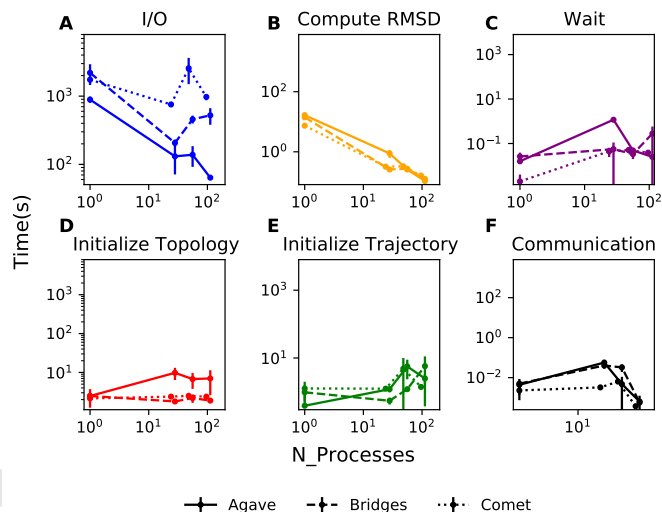 A I/O
B Compute RMSD
C Wait
10³
10²
10² 10⁰
10³ 10¹ 10⁻¹
10⁰ 10¹ 10²
10⁰ 10¹ 10²
10⁰ 10¹ 10²
Time(s)
D Initialize Topology
E Initialize Trajectory
F Communication
10³ 10² 10¹
10¹
10² 10⁰ 10⁻²
10⁰ 10¹ 10²
10⁰ 10¹ 10²
10¹
N_Processes
Agave Bridges Comet